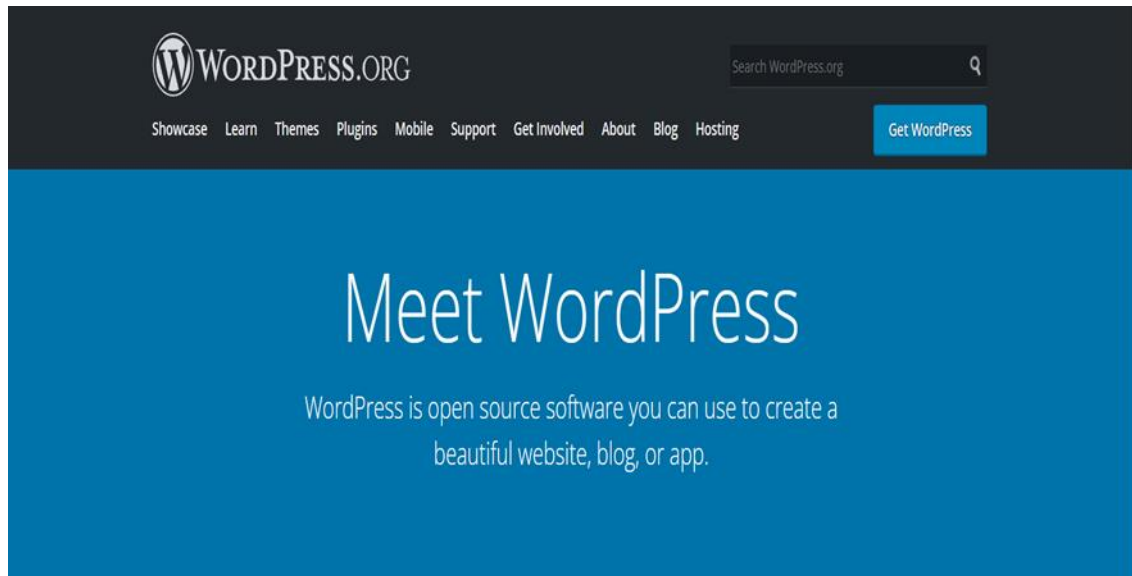 WORDPRESS.ORG
Search WordPress.org
Showcase Learn Themes Plugins Mobile Support Get Involved About Blog Hosting
Get WordPress
Meet WordPress
WordPress is open source software you can use to create a
beautiful website, blog, or app.